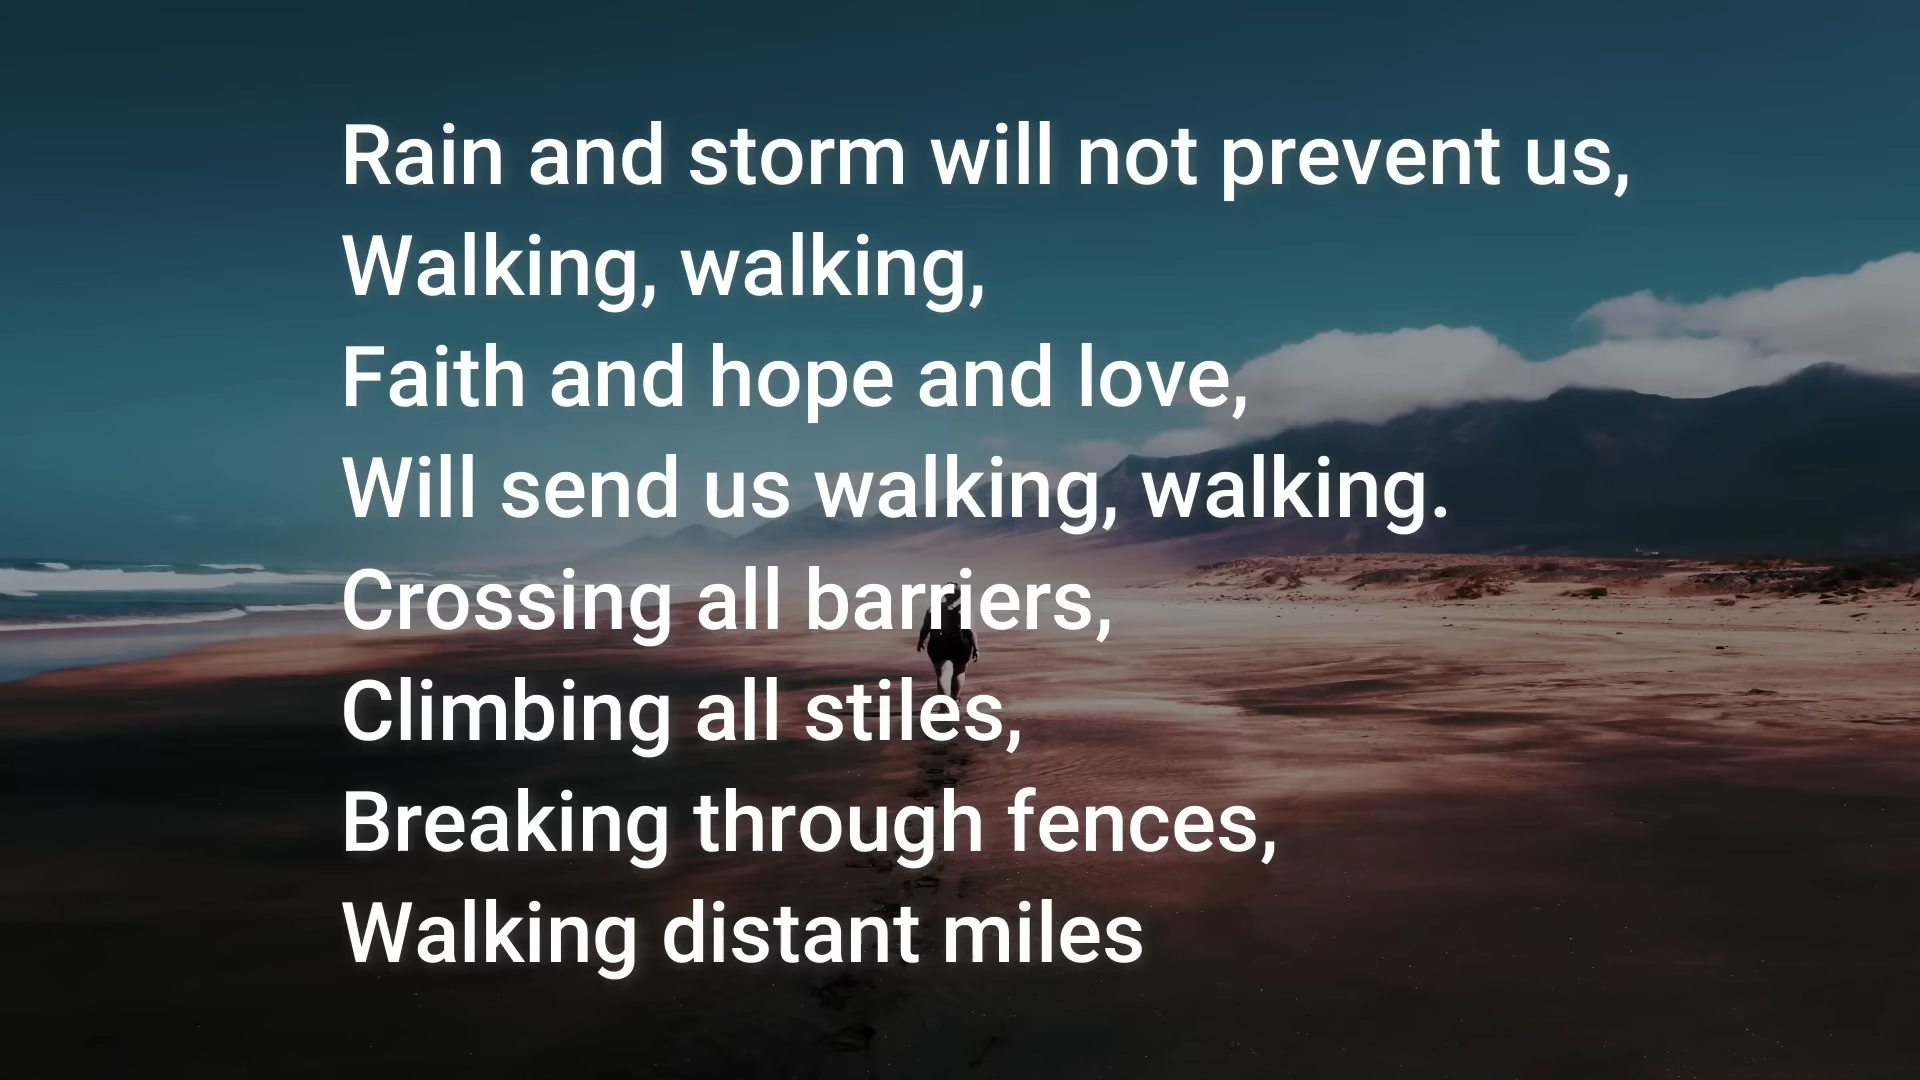 Rain and storm will not prevent us,
Walking, walking,
Faith and hope and love,
Will send us walking, walking.
Crossing all barriers,
Climbing all stiles,
Breaking through fences,
Walking distant miles